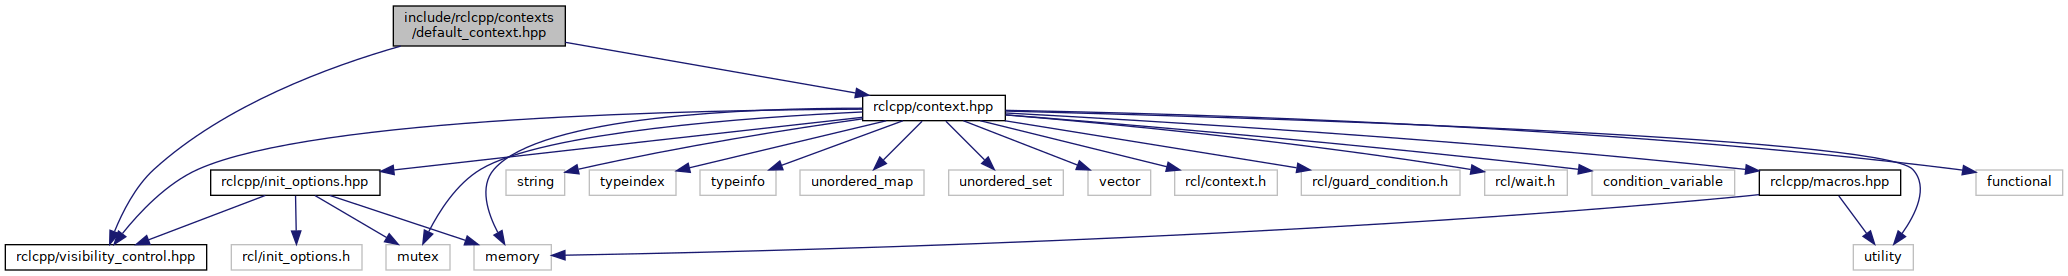 include/rclcpp/contexts
/default_context.hpp
rclcpp/context.hpp
rclcpp/init_options.hpp
string
typeindex
typeinfo
unordered_map
unordered_set
vector
rcl/context.h
rcl/guard_condition.h
rcl/wait.h
condition_variable
rclcpp/macros.hpp
functional
rclcpp/visibility_control.hpp
rcl/init_options.h
mutex
memory
utility